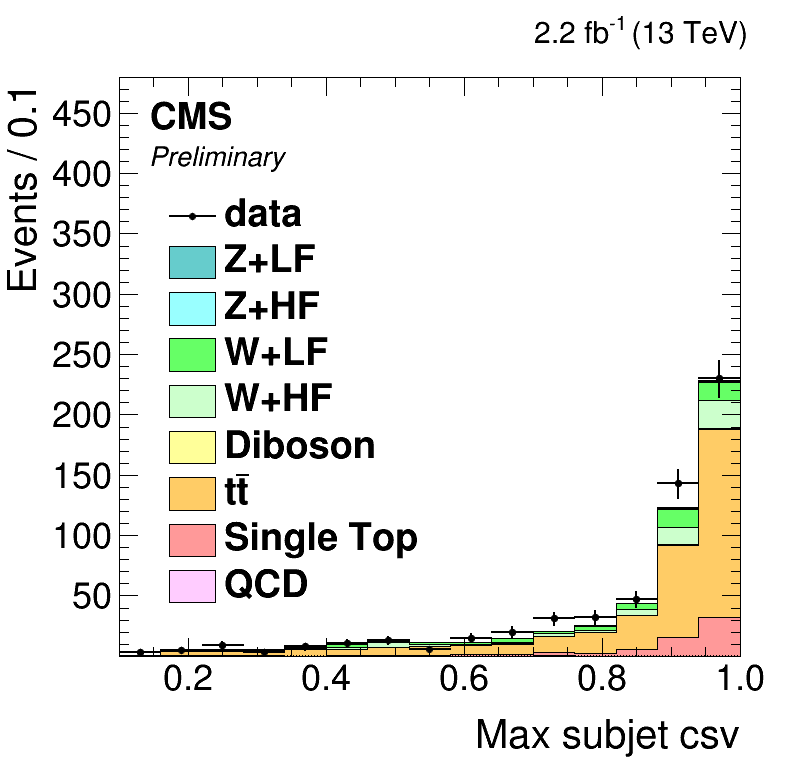 2.2 fb⁻¹ (13 TeV)
Events / 0.1
450
400
350
300
250
200
150
100
50
CMS
Preliminary
data
Z+LF
Z+HF
W+LF
W+HF
Diboson
tt̄
Single Top
QCD
0.2 0.4 0.6 0.8 1.0
Max subjet csv